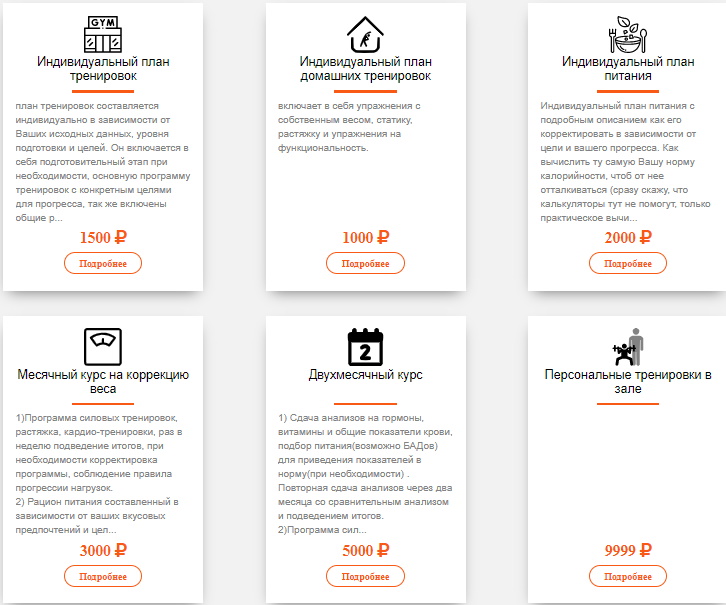 GYM
Индивидуальный план
тренировок
план тренировок составляется
индивидуально в зависимости от
Ваших исходных данных, уровня
подготовки и целей. Он включается в
себя подготовительный этап при
необходимости, основную программу
тренировок с конкретным целями
для прогресса, так же включены
общие р...
1500 ₽
Подробнее
Индивидуальный план
домашних тренировок
включает в себя упражнения с
собственным весом, статику,
растяжку и упражнения на
функциональность.
1000 ₽
Подробнее
Индивидуальный план
питания
Индивидуальный план питания с
подробным описанием как его
корректировать в зависимости от
цели и вашего прогресса. Как
вычислить ту самую Вашу норму
калорийности, чтоб от нее
отталкиваться (сразу скажу, что
калькуляторы тут не помогут, только
практическое вычи...
2000 ₽
Подробнее
Месячный курс на коррекцию
веса
1)Программа силовых тренировок,
растяжка, кардио-тренировки, раз в
неделю подведение итогов, при
необходимости корректировка
программы, соблюдение правила
прогрессии нагрузок.
2) Рацион питания составленный в
зависимости от ваших вкусовых
предпочтений и цел...
3000 ₽
Подробнее
2
Двухмесячный курс
1) Сдача анализов на гормоны,
витамины и общие показатели крови,
подбор питания(возможно БАДов)
для приведения показателей в
норму(при необходимости) .
Повторная сдача анализов через два
месяца со сравнительным анализом
и подведением итогов.
2)Программа сил...
5000 ₽
Подробнее
Персональные тренировки в
зале
9999 ₽
Подробнее